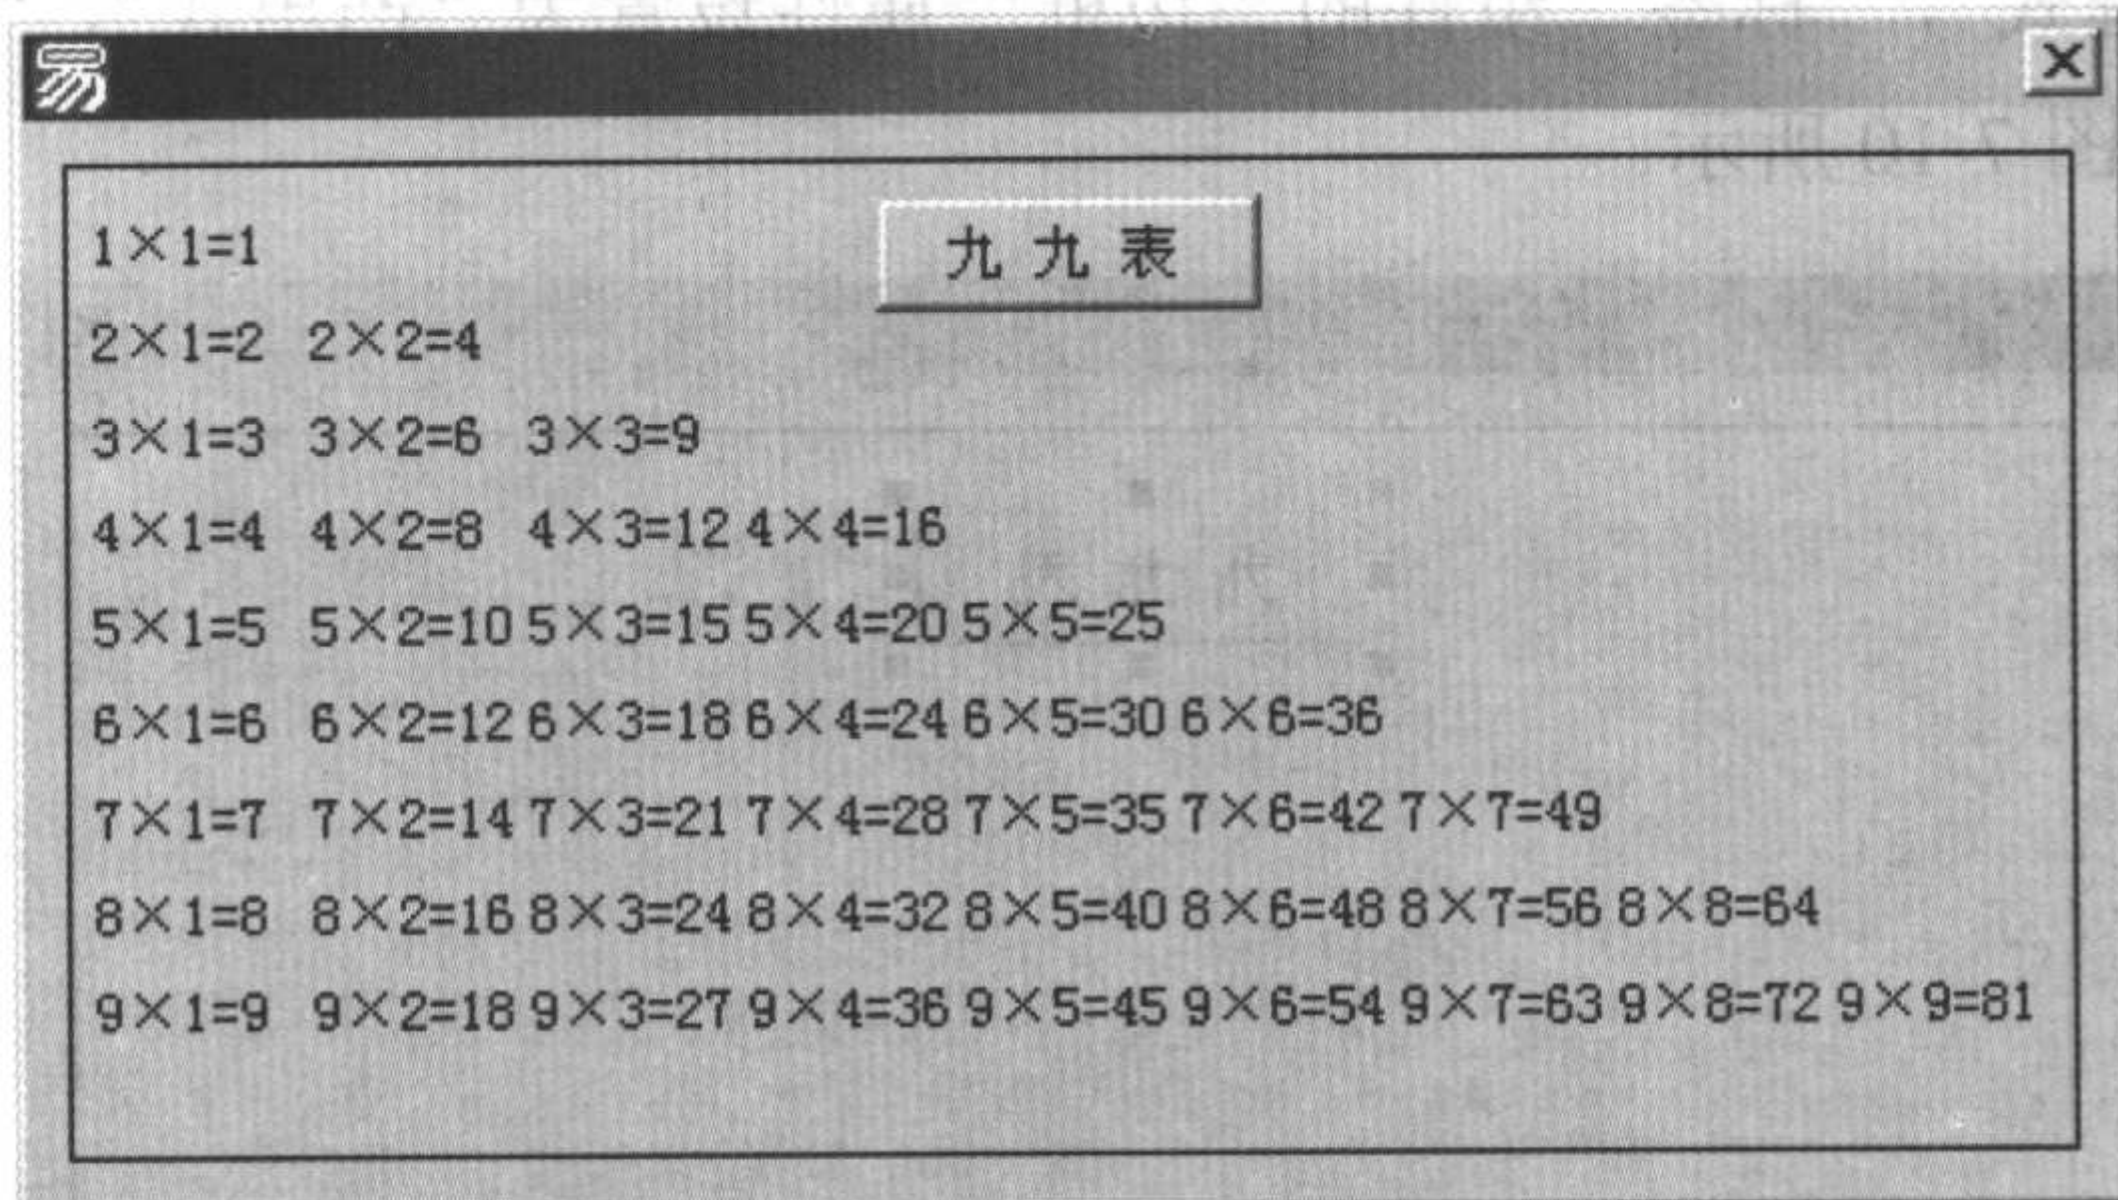 易
九九表
1×1=1
2×1=2 2×2=4
3×1=3 3×2=6 3×3=9
4×1=4 4×2=8 4×3=12 4×4=16
5×1=5 5×2=10 5×3=15 5×4=20 5×5=25
6×1=6 6×2=12 6×3=18 6×4=24 6×5=30 6×6=36
7×1=7 7×2=14 7×3=21 7×4=28 7×5=35 7×6=42 7×7=49
8×1=8 8×2=16 8×3=24 8×4=32 8×5=40 8×6=48 8×7=56 8×8=64
9×1=9 9×2=18 9×3=27 9×4=36 9×5=45 9×6=54 9×7=63 9×8=72 9×9=81